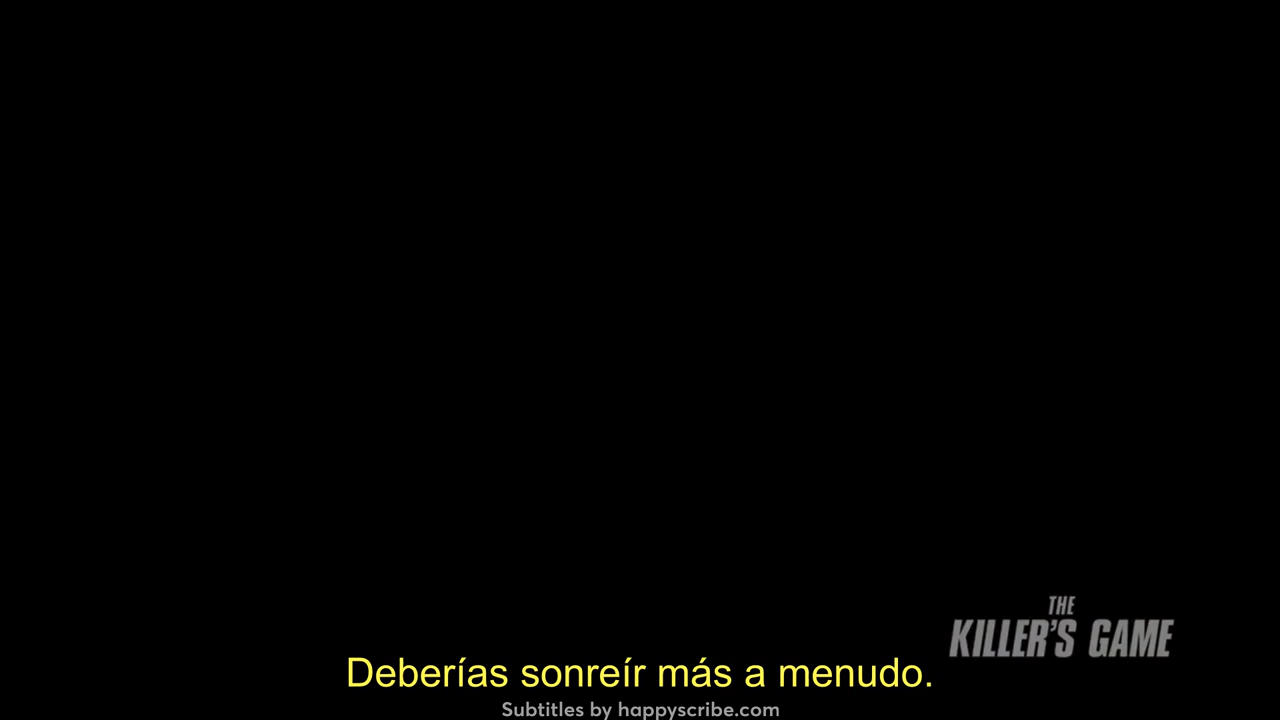 THE
KILLER'S GAME
Deberías sonreír más a menudo.
Subtitles by happyscribe.com